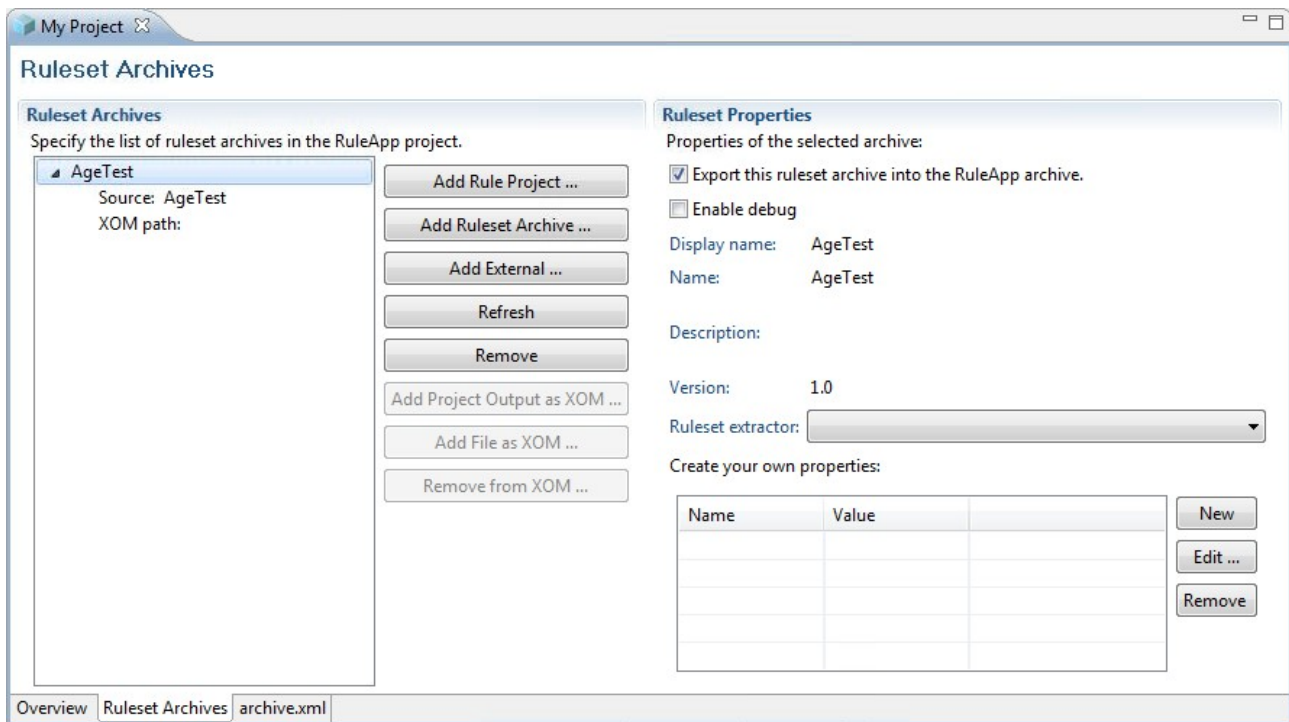 My Project
Ruleset Archives
Ruleset Archives
Specify the list of ruleset archives in the RuleApp project.
AgeTest
Source: AgeTest
XOM path:
Add Rule Project ...
Add Ruleset Archive ...
Add External ...
Refresh
Remove
Add Project Output as XOM ...
Add File as XOM ...
Remove from XOM ...
Ruleset Properties
Properties of the selected archive:
Export this ruleset archive into the RuleApp archive.
Enable debug
Display name: AgeTest
Name: AgeTest
Description:
Version: 1.0
Ruleset extractor:
Create your own properties:
Name Value
New
Edit ...
Remove
Overview Ruleset Archives archive.xml